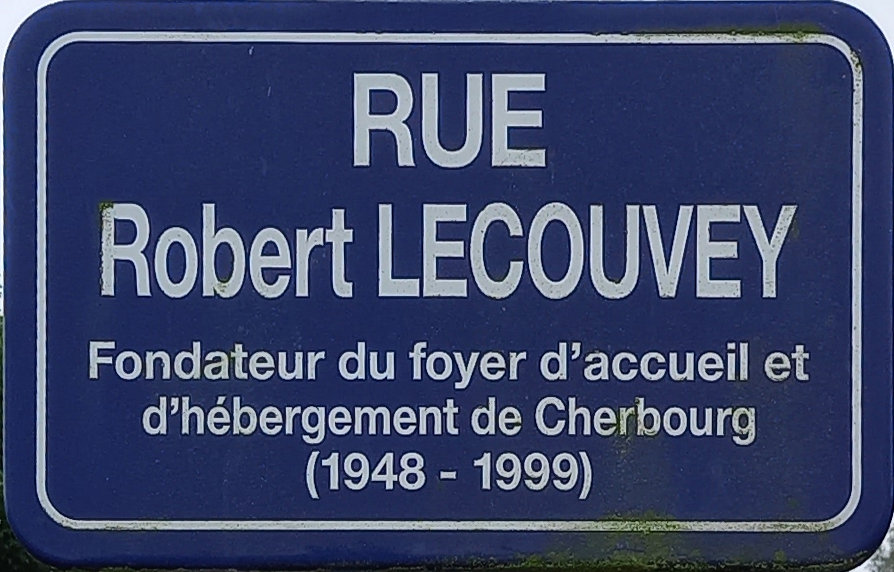 RUE
Robert LECOUVEY
Fondateur du foyer d'accueil et
d'hébergement de Cherbourg
(1948 - 1999)